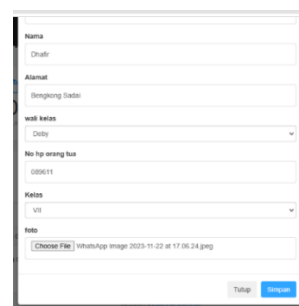 Nama
Dhafir
Alamat
Bengkong Sadai
wali kelas
Deby
No hp orang tua
089611
Kelas
VII
foto
Choose File WhatsApp Image 2023-11-22 at 17.06.24.jpeg
Tutup Simpan